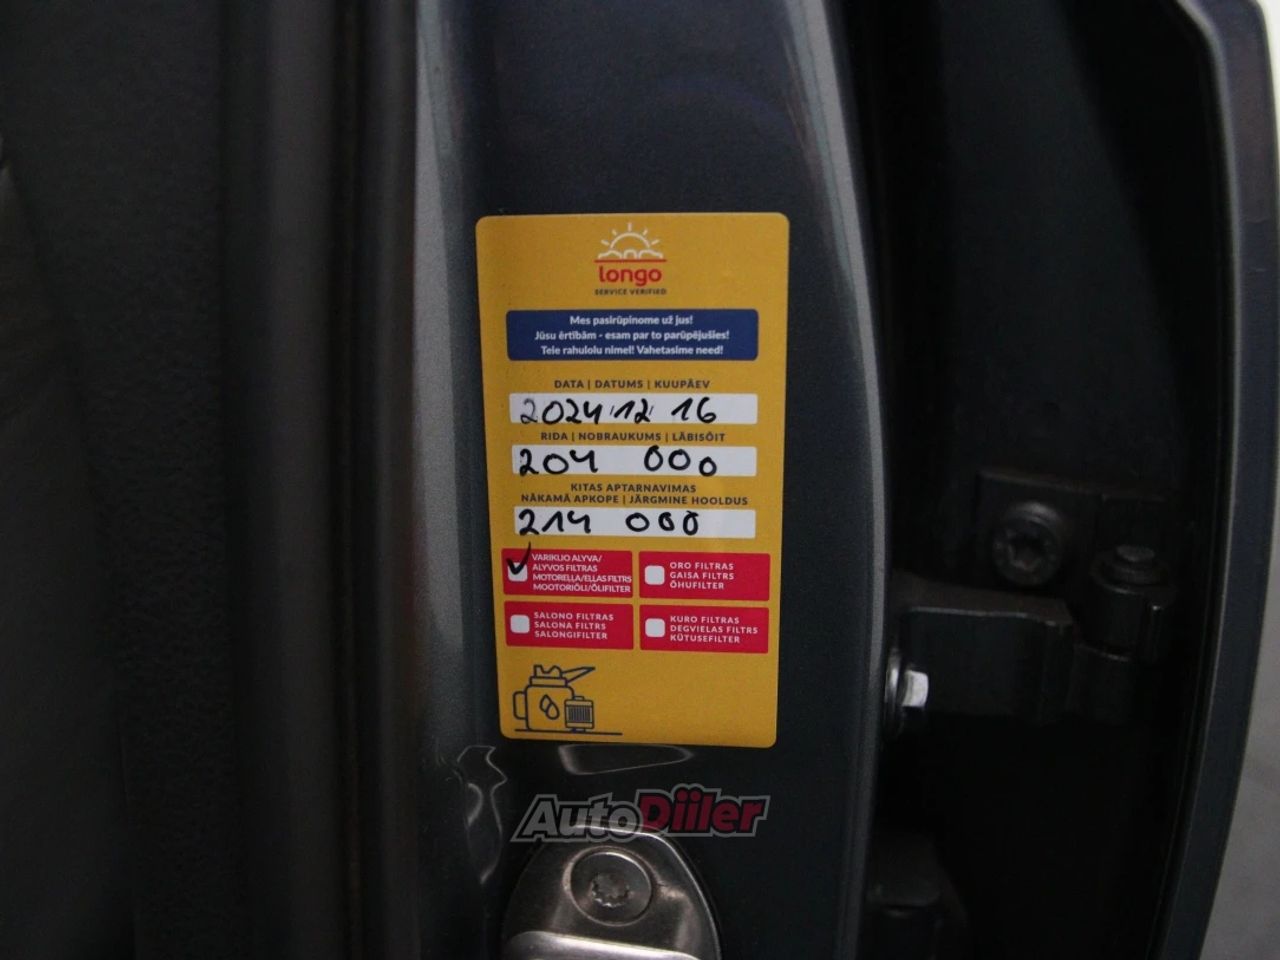 longo
SERVICE VERIFIED
Mes pasirūpinome už jus!
Jūsu ērtībām - esam par to parūpējušies!
Teie rahulolu nimel! Vahetasime need!
DATA | DATUMS | KUUPÄEV
2024 12 16
RIDA | NOBRAUKUMS | LÄBISÕIT
204 000
KITAS APTARNAVIMAS
NĀKAMĀ APKOPE | JÄRGMINE HOOLDUS
214 000
VARIKLIO ALYVA/
ALYVOS FILTRAS
MOTOREĻĻA/EĻĻAS FILTRS
MOOTORIÕLI/ÕLIFILTER
ORO FILTRAS
GAISA FILTRS
ÕHUFILTER
SALONO FILTRAS
SALONA FILTRS
SALONGIFILTER
KURO FILTRAS
DEGVIELAS FILTRS
KÜTUSEFILTER
AutoDiiler